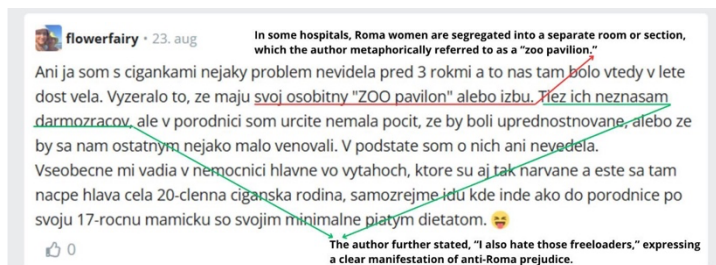 flowerfairy • 23. aug
In some hospitals, Roma women are segregated into a separate room or section,
which the author metaphorically referred to as a “zoo pavilion.”
Ani ja som s cigankami nejaky problem nevidela pred 3 rokmi a to nas tam bolo vtedy v lete
dost vela. Vyzeralo to, ze maju svoj osobitny "ZOO pavilon" alebo izbu. Tiez ich neznasam
darmozracov, ale v porodnici som urcite nemala pocit, ze by boli uprednostnovane, alebo ze
by sa nam ostatnym nejako malo venovali. V podstate som o nich ani nevedela.
Vseobecne mi vadia v nemocnici hlavne vo vytahoch, ktore su aj tak narvane a este sa tam
nacpe hlava cela 20-clenna ciganska rodina, samozrejme idu kde inde ako do porodnice po
svoju 17-rocnu mamicku so svojim minimalne piatym dietatom. 😝
0
The author further stated, “I also hate those freeloaders,” expressing
a clear manifestation of anti-Roma prejudice.